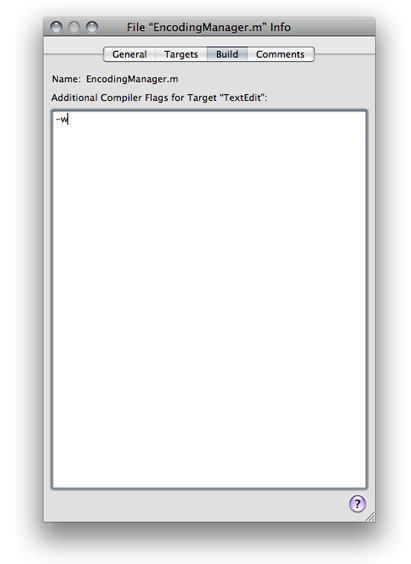 File “EncodingManager.m” Info
General Targets Build Comments
Name: EncodingManager.m
Additional Compiler Flags for Target “TextEdit”:
-w
?